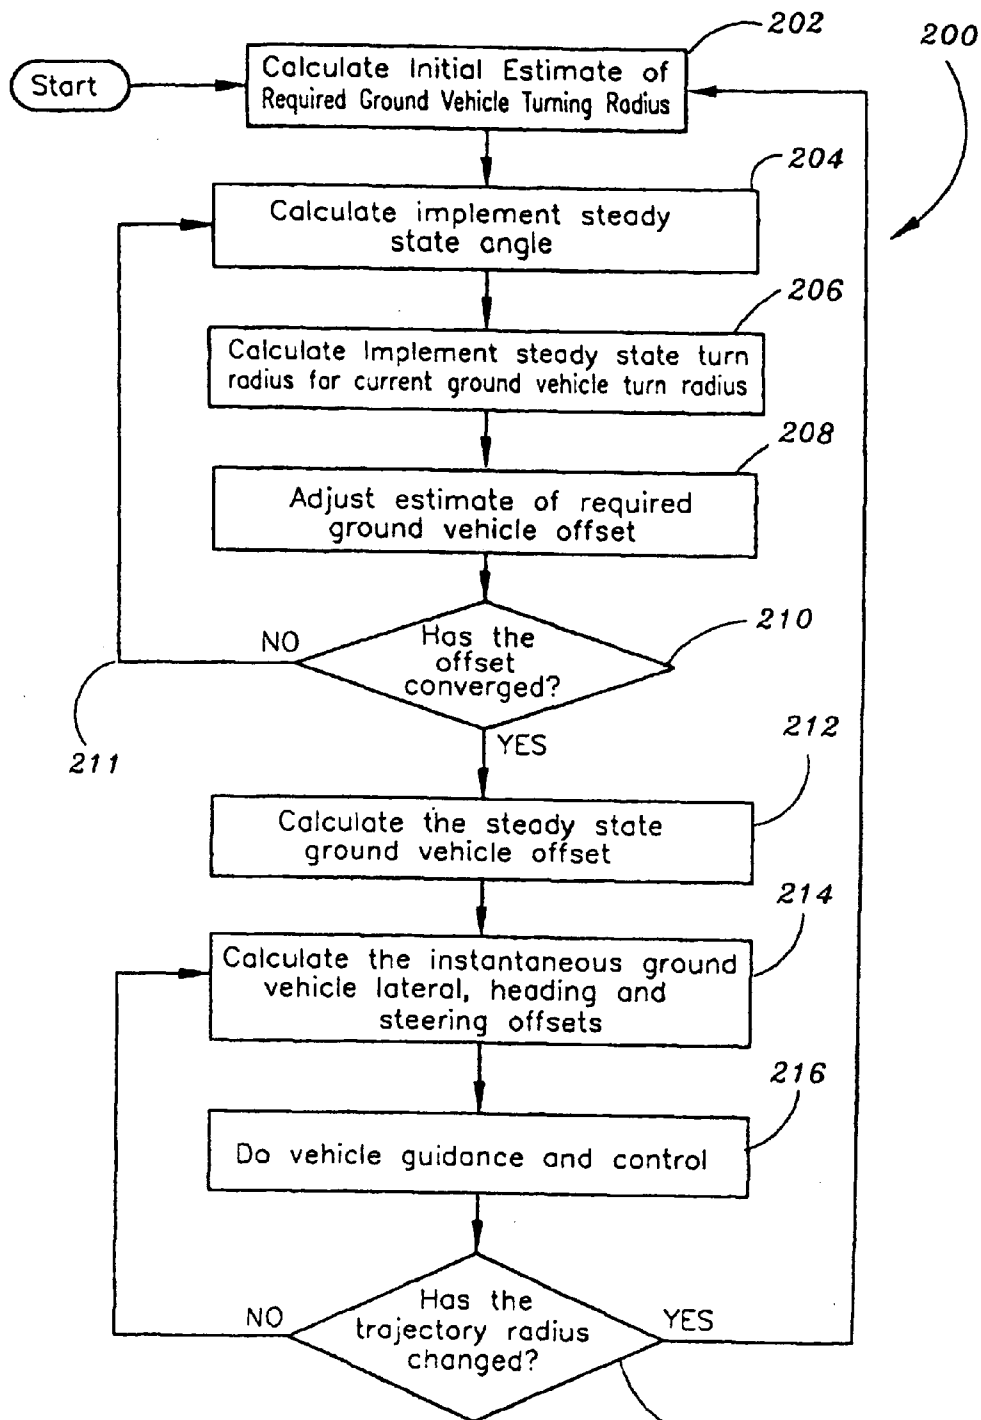 202
200
Start
Calculate Initial Estimate of
Required Ground Vehicle Turning Radius
204
Calculate implement steady
state angle
206
Calculate Implement steady state turn
radius for current ground vehicle turn radius
208
Adjust estimate of required
ground vehicle offset
NO
Has the
offset
converged?
210
211
YES
212
Calculate the steady state
ground vehicle offset
214
Calculate the instantaneous ground
vehicle lateral, heading and
steering offsets
216
Do vehicle guidance and control
NO
Has the
trajectory radius
changed?
YES